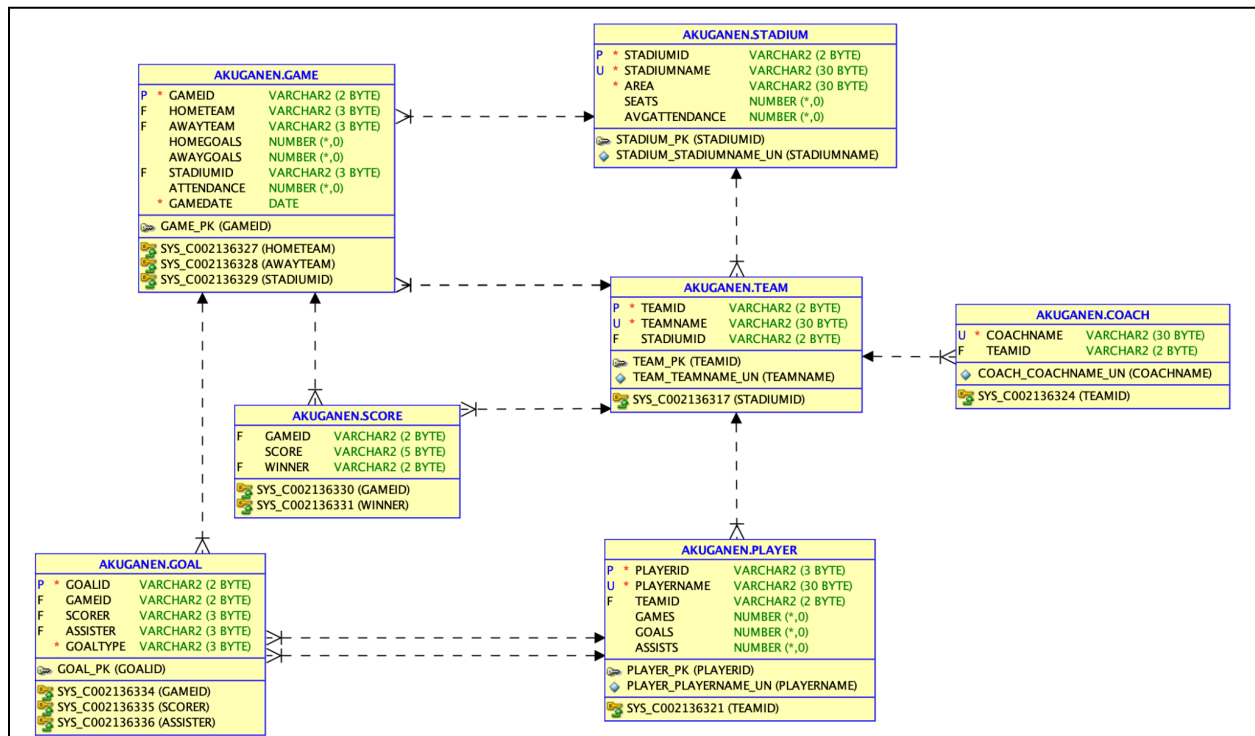 AKUGANEN.STADIUM
P * STADIUMID VARCHAR2 (2 BYTE)
U * STADIUMNAME VARCHAR2 (30 BYTE)
* AREA VARCHAR2 (30 BYTE)
SEATS NUMBER (*,0)
AVGATTENDANCE NUMBER (*,0)
STADIUM_PK (STADIUMID)
STADIUM_STADIUMNAME_UN (STADIUMNAME)
AKUGANEN.GAME
P * GAMEID VARCHAR2 (2 BYTE)
F HOMETEAM VARCHAR2 (3 BYTE)
F AWAYTEAM VARCHAR2 (3 BYTE)
HOMEGOALS NUMBER (*,0)
AWAYGOALS NUMBER (*,0)
F STADIUMID VARCHAR2 (3 BYTE)
ATTENDANCE NUMBER (*,0)
* GAMEDATE DATE
GAME_PK (GAMEID)
SYS_C002136327 (HOMETEAM)
SYS_C002136328 (AWAYTEAM)
SYS_C002136329 (STADIUMID)
AKUGANEN.TEAM
P * TEAMID VARCHAR2 (2 BYTE)
U * TEAMNAME VARCHAR2 (30 BYTE)
F STADIUMID VARCHAR2 (2 BYTE)
TEAM_PK (TEAMID)
TEAM_TEAMNAME_UN (TEAMNAME)
SYS_C002136317 (STADIUMID)
AKUGANEN.COACH
U * COACHNAME VARCHAR2 (30 BYTE)
F TEAMID VARCHAR2 (2 BYTE)
COACH_COACHNAME_UN (COACHNAME)
SYS_C002136324 (TEAMID)
AKUGANEN.SCORE
F GAMEID VARCHAR2 (2 BYTE)
SCORE VARCHAR2 (5 BYTE)
F WINNER VARCHAR2 (2 BYTE)
SYS_C002136330 (GAMEID)
SYS_C002136331 (WINNER)
AKUGANEN.GOAL
P * GOALID VARCHAR2 (2 BYTE)
F GAMEID VARCHAR2 (2 BYTE)
F SCORER VARCHAR2 (3 BYTE)
F ASSISTER VARCHAR2 (3 BYTE)
* GOALTYPE VARCHAR2 (3 BYTE)
GOAL_PK (GOALID)
SYS_C002136334 (GAMEID)
SYS_C002136335 (SCORER)
SYS_C002136336 (ASSISTER)
AKUGANEN.PLAYER
P * PLAYERID VARCHAR2 (3 BYTE)
U * PLAYERNAME VARCHAR2 (30 BYTE)
F TEAMID VARCHAR2 (2 BYTE)
GAMES NUMBER (*,0)
GOALS NUMBER (*,0)
ASSISTS NUMBER (*,0)
PLAYER_PK (PLAYERID)
PLAYER_PLAYERNAME_UN (PLAYERNAME)
SYS_C002136321 (TEAMID)